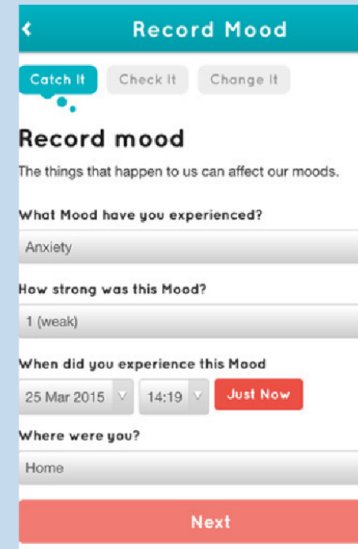 Record Mood
Catch It Check It Change It
Record mood
The things that happen to us can affect our moods.
What Mood have you experienced?
Anxiety
How strong was this Mood?
1 (weak)
When did you experience this Mood
25 Mar 2015 14:19 Just Now
Where were you?
Home
Next